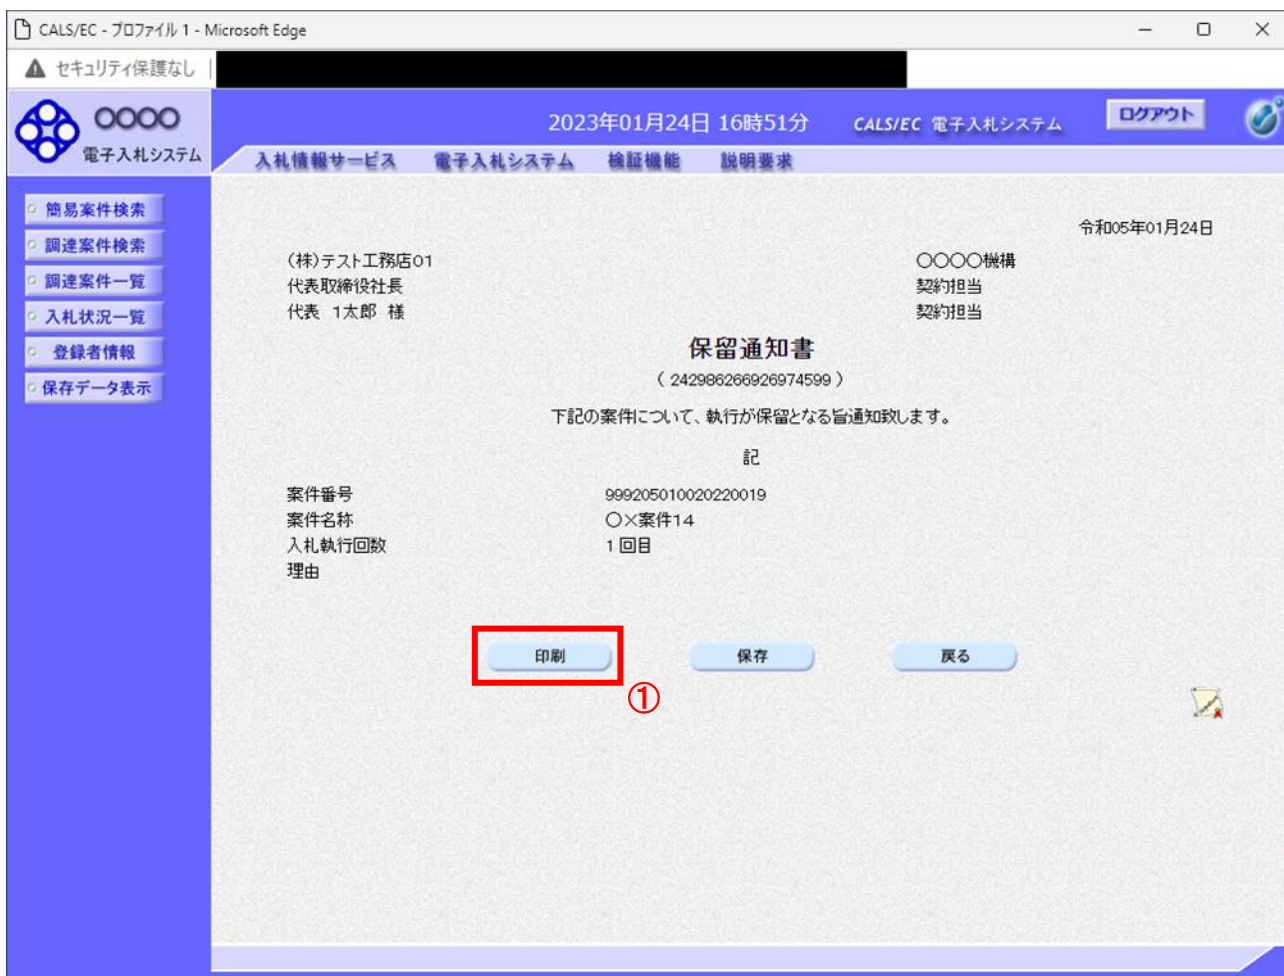 CALS/EC - プロファイル 1 - Microsoft Edge
セキュリティ保護なし
〇〇〇〇
電子入札システム
2023年01月24日 16時51分
CALS/EC 電子入札システム
ログアウト
入札情報サービス 電子入札システム 検証機能 説明要求
簡易案件検索
調達案件検索
調達案件一覧
入札状況一覧
登録者情報
保存データ表示
令和05年01月24日
(株)テスト工務店01
代表取締役社長
代表 1太郎 様
〇〇〇〇機構
契約担当
契約担当
保留通知書
( 242986266926974599 )
下記の案件について、執行が保留となる旨通知致します。
記
案件番号 999205010020220019
案件名称 〇×案件14
入札執行回数 1回目
理由
印刷 保存 戻る
①